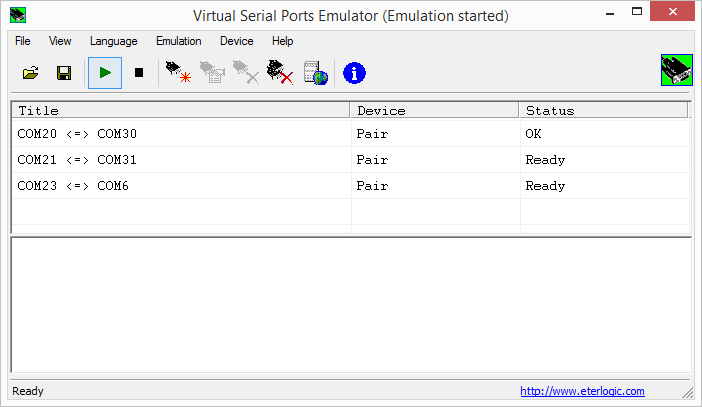 Virtual Serial Ports Emulator (Emulation started)
File View Language Emulation Device Help
Title Device Status
COM20 <=> COM30 Pair OK
COM21 <=> COM31 Pair Ready
COM23 <=> COM6 Pair Ready
Ready http://www.eterlogic.com